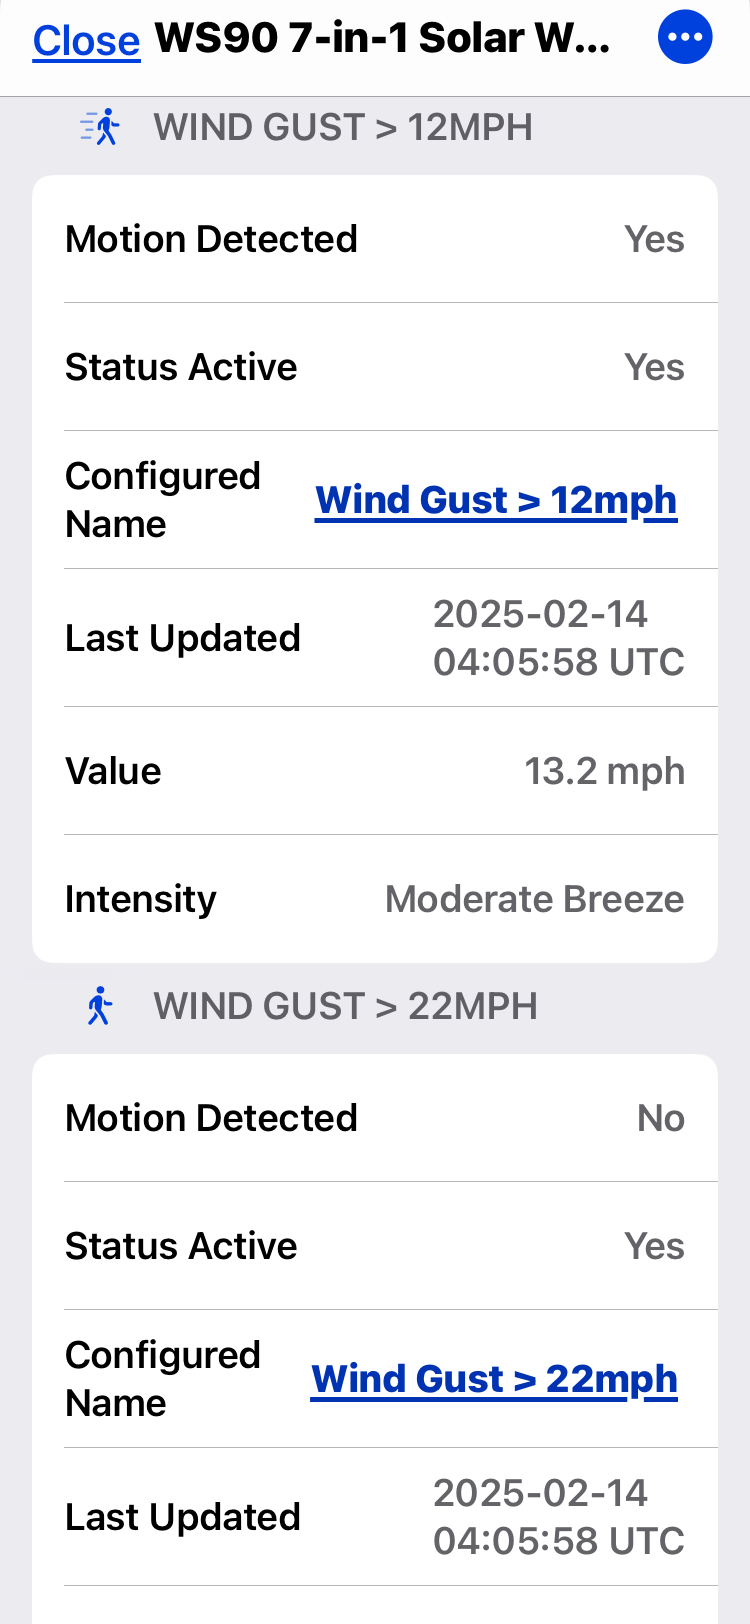 Close WS90 7-in-1 Solar W...
WIND GUST > 12MPH
Motion Detected Yes
Status Active Yes
Configured
Name
Wind Gust > 12mph
Last Updated
2025-02-14
04:05:58 UTC
Value 13.2 mph
Intensity Moderate Breeze
WIND GUST > 22MPH
Motion Detected No
Status Active Yes
Configured
Name
Wind Gust > 22mph
Last Updated
2025-02-14
04:05:58 UTC